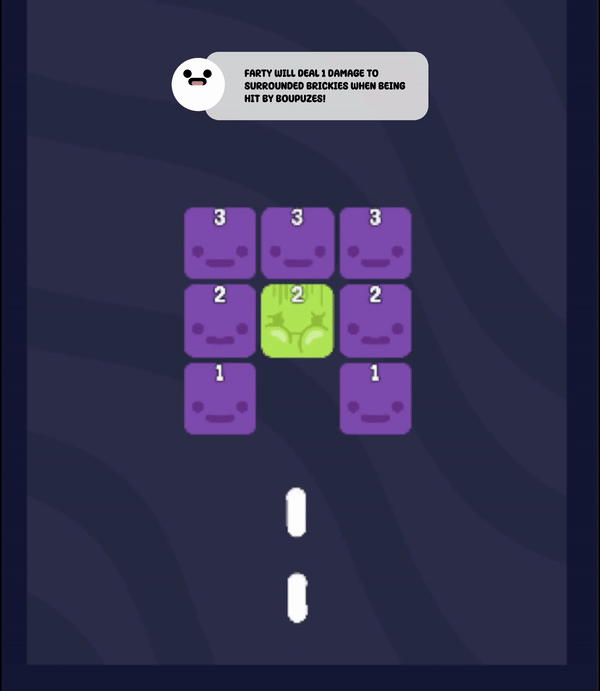 FARTY WILL DEAL 1 DAMAGE TO
SURROUNDED BRICKIES WHEN BEING
HIT BY BOUPUZES!
3 3 3
2 2 2
1 1